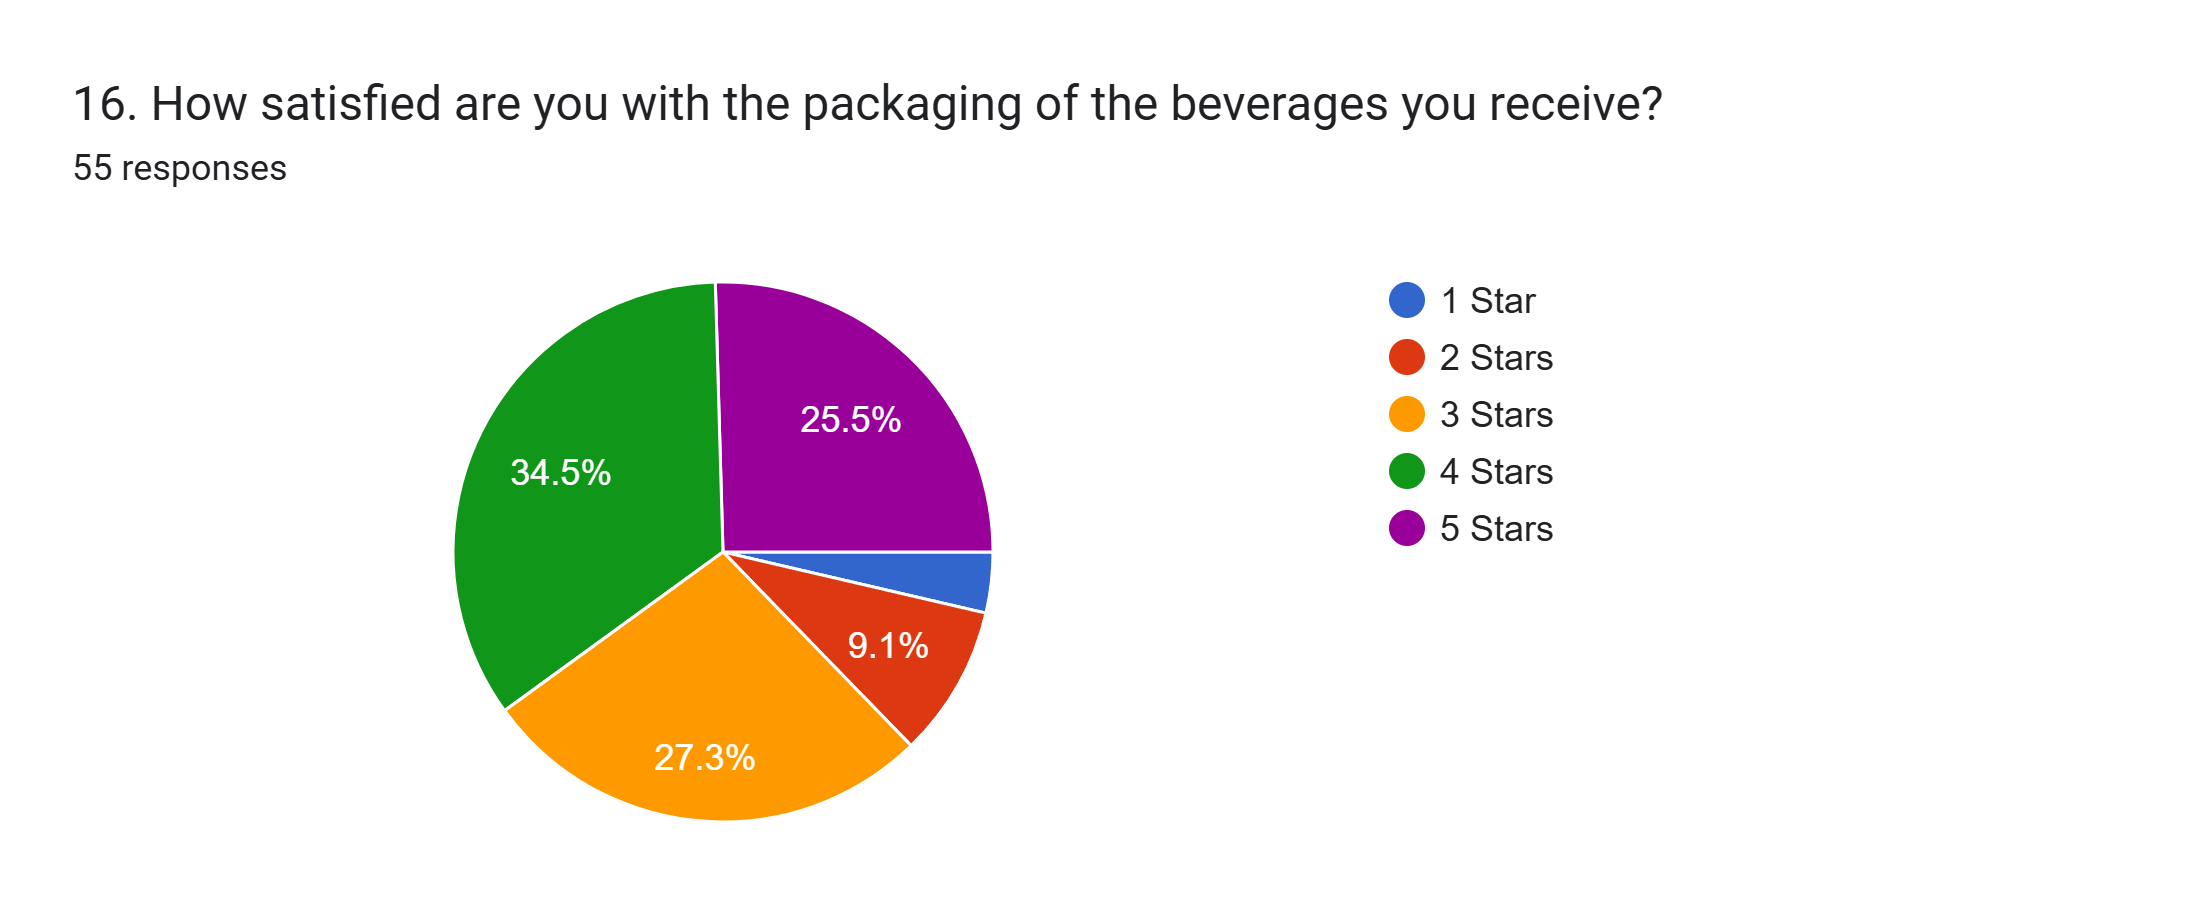 16. How satisfied are you with the packaging of the beverages you receive?
55 responses
25.5%
34.5%
9.1%
27.3%
1 Star
2 Stars
3 Stars
4 Stars
5 Stars